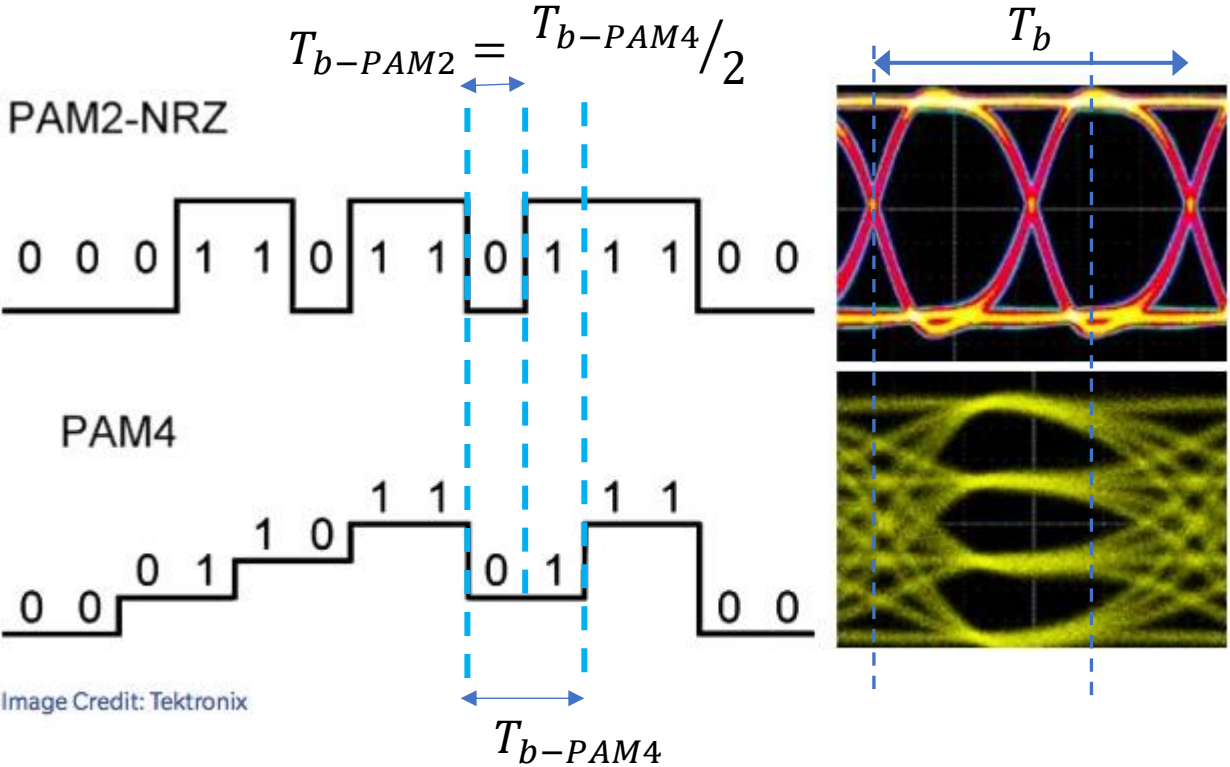 T_{b-PAM2} = T_{b-PAM4}/2
T_b
PAM2-NRZ
0 0 0 1 1 0 1 1 0 1 1 1 0 0
PAM4
0 0 0 1 1 0 1 1 0 1 1 1 0 0
Image Credit: Tektronix
T_{b-PAM4}